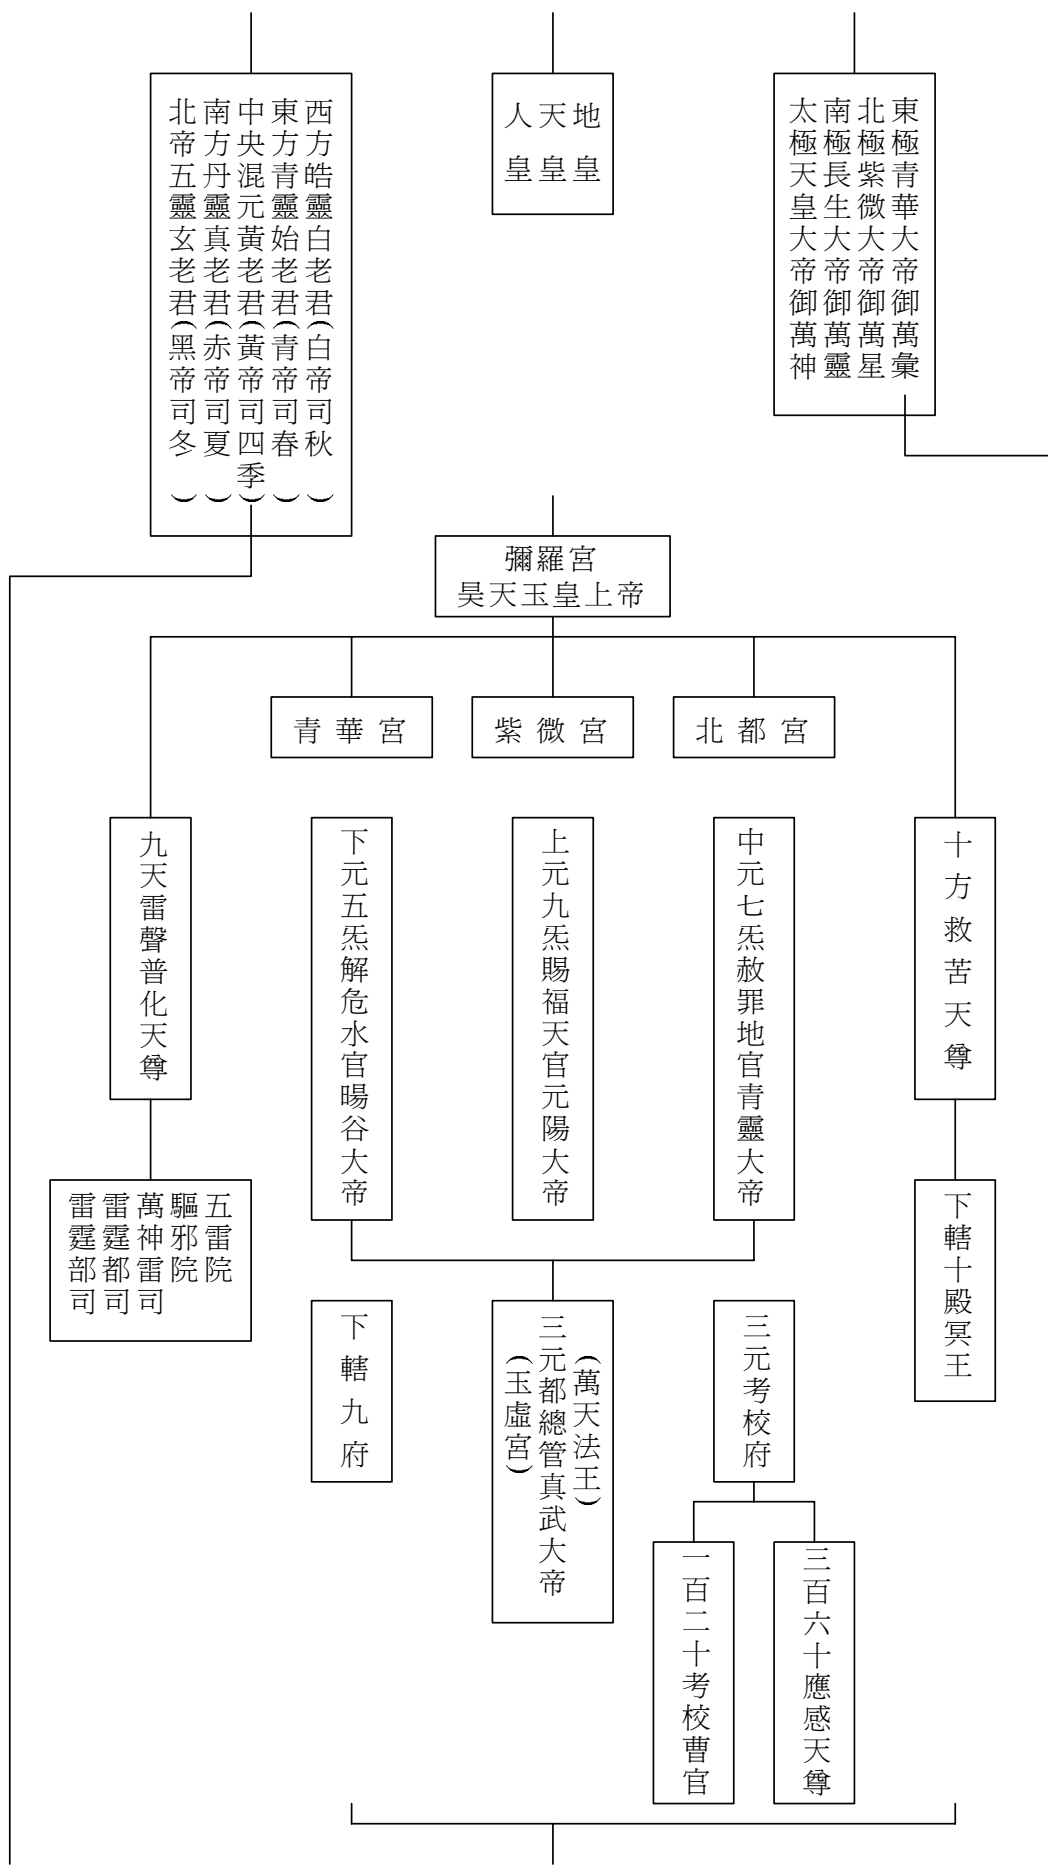 東極青華大帝御萬彙
北極紫微大帝御萬星
南極長生大帝御萬靈
太極天皇大帝御萬神
地皇
天皇
人皇
西方皓靈白老君(白帝司秋)
東方青靈始老君(青帝司春)
中央混元黃老君(黃帝司四季)
南方丹靈真老君(赤帝司夏)
北帝五靈玄老君(黑帝司冬)
彌羅宮
昊天玉皇上帝
北都宮
紫微宮
青華宮
十方救苦天尊
中元七炁赦罪地官青靈大帝
上元九炁賜福天官元陽大帝
下元五炁解危水官暘谷大帝
九天雷聲普化天尊
下轄十殿冥王
五雷院
驅邪院
萬神雷司
雷霆都司
雷霆部司
三元考校府
(萬天法王)
三元都總管真武大帝
(玉虛宮)
下轄九府
三百六十應感天尊
一百二十考校曹官